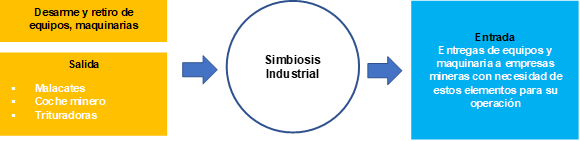 Desarme y retiro de
equipos, maquinarias
Salida
▪ Malacates
▪ Coche minero
▪ Trituradoras
Simbiosis
Industrial
Entrada
Entregas de equipos y
maquinaria a empresas
mineras con necesidad de
estos elementos para su
operación